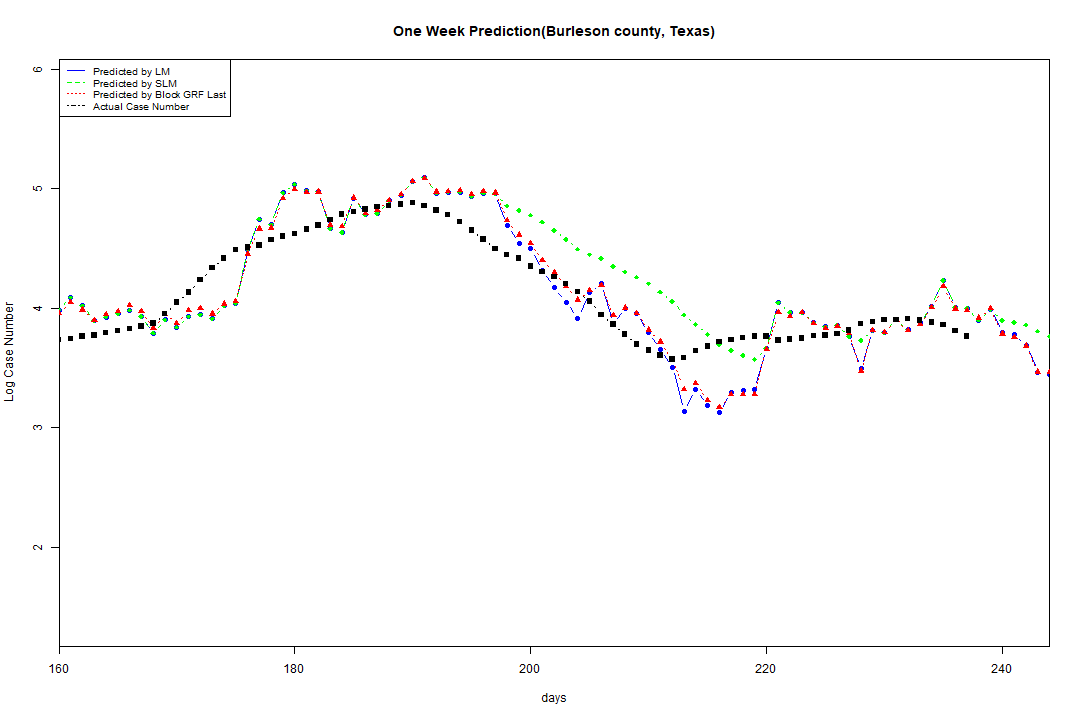 One Week Prediction(Burleson county, Texas)
Predicted by LM
Predicted by SLM
Predicted by Block GRF Last
Actual Case Number
6
5
4
3
2
Log Case Number
160 180 200 220 240
days